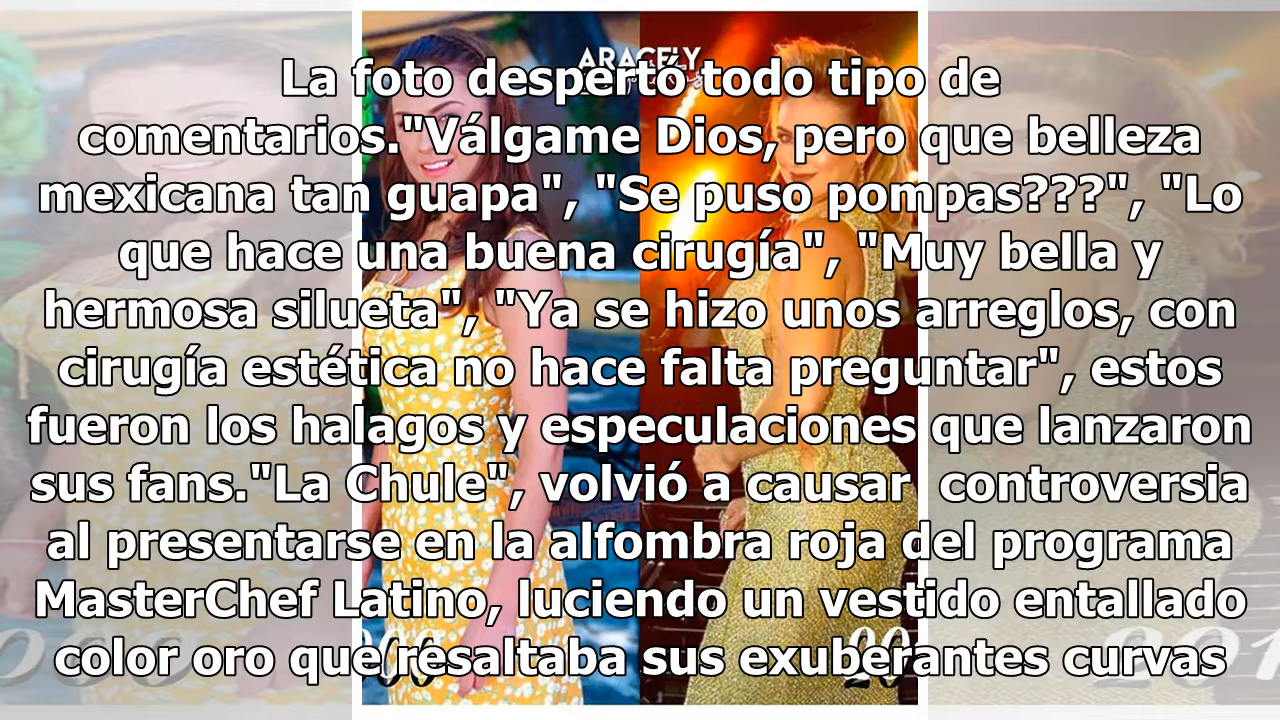 ARACELY
La foto despertó todo tipo de
comentarios."Válgame Dios, pero que belleza
mexicana tan guapa", "Se puso pompas???", "Lo
que hace una buena cirugía", "Muy bella y
hermosa silueta", "Ya se hizo unos arreglos, con
cirugía estética no hace falta preguntar", estos
fueron los halagos y especulaciones que lanzaron
sus fans."La Chule", volvió a causar  controversia
al presentarse en la alfombra roja del programa
MasterChef Latino, luciendo un vestido entallado
color oro que resaltaba sus exuberantes curvas